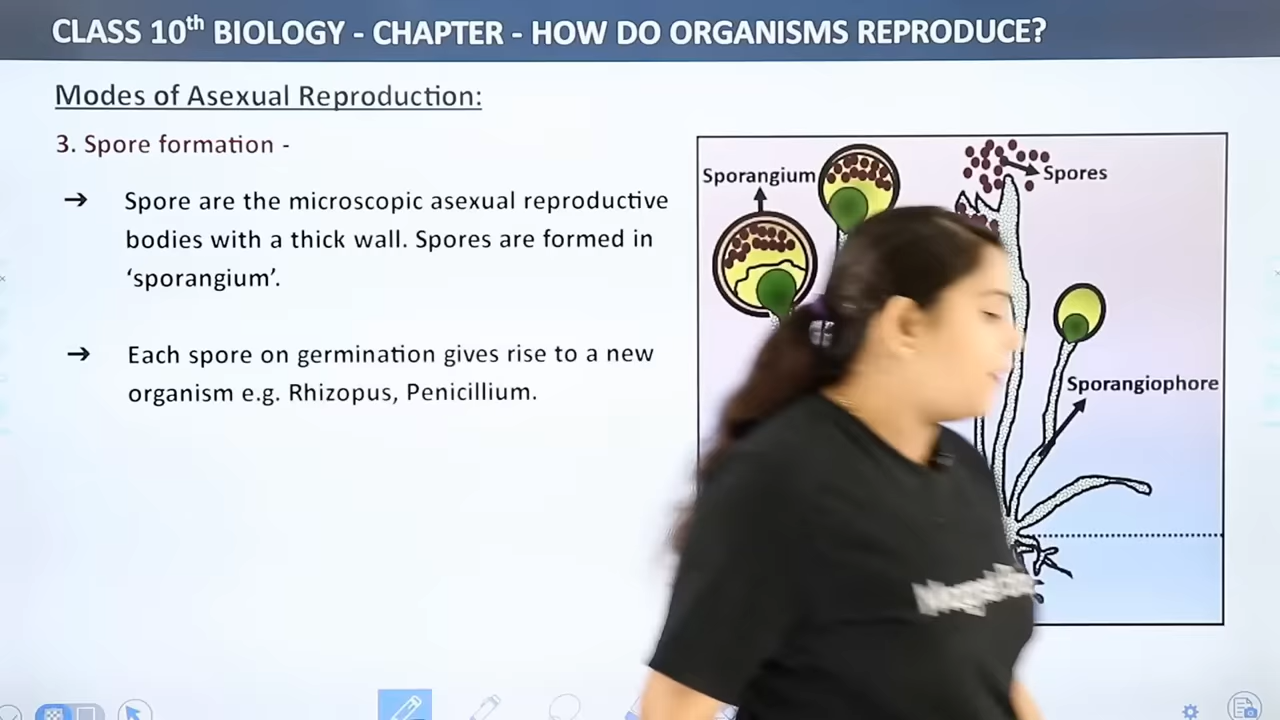 CLASS 10th BIOLOGY - CHAPTER - HOW DO ORGANISMS REPRODUCE?
Modes of Asexual Reproduction:
3. Spore formation -
→ Spore are the microscopic asexual reproductive
bodies with a thick wall. Spores are formed in
‘sporangium’.
→ Each spore on germination gives rise to a new
organism e.g. Rhizopus, Penicillium.
Sporangium
Spores
Sporangiophore